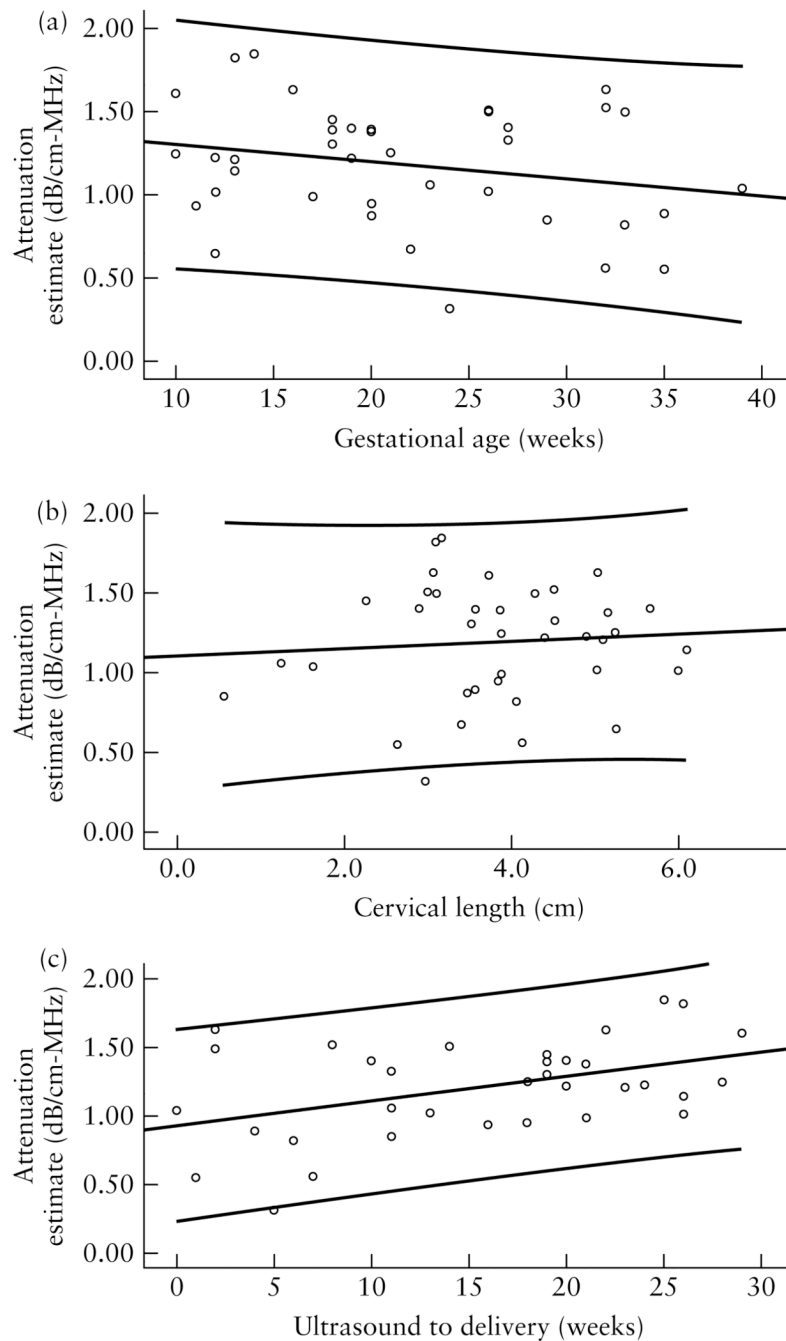 (a)
2.00
1.50
1.00
0.50
0.00
Attenuation
estimate (dB/cm-MHz)
10 15 20 25 30 35 40
Gestational age (weeks)
(b)
2.00
1.50
1.00
0.50
0.00
Attenuation
estimate (dB/cm-MHz)
0.0 2.0 4.0 6.0
Cervical length (cm)
(c)
2.00
1.50
1.00
0.50
0.00
Attenuation
estimate (dB/cm-MHz)
0 5 10 15 20 25 30
Ultrasound to delivery (weeks)